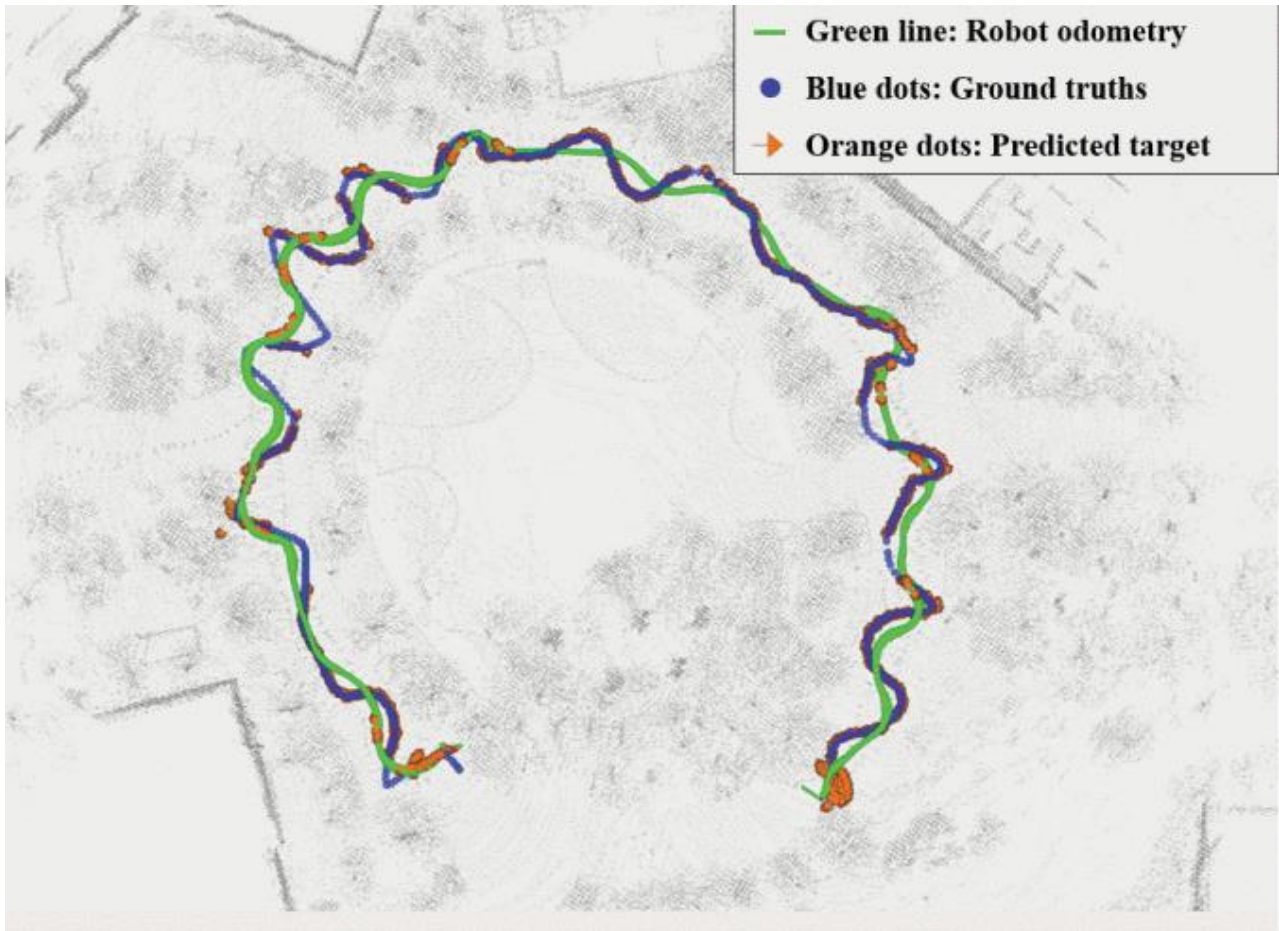 Green line: Robot odometry
Blue dots: Ground truths
Orange dots: Predicted target